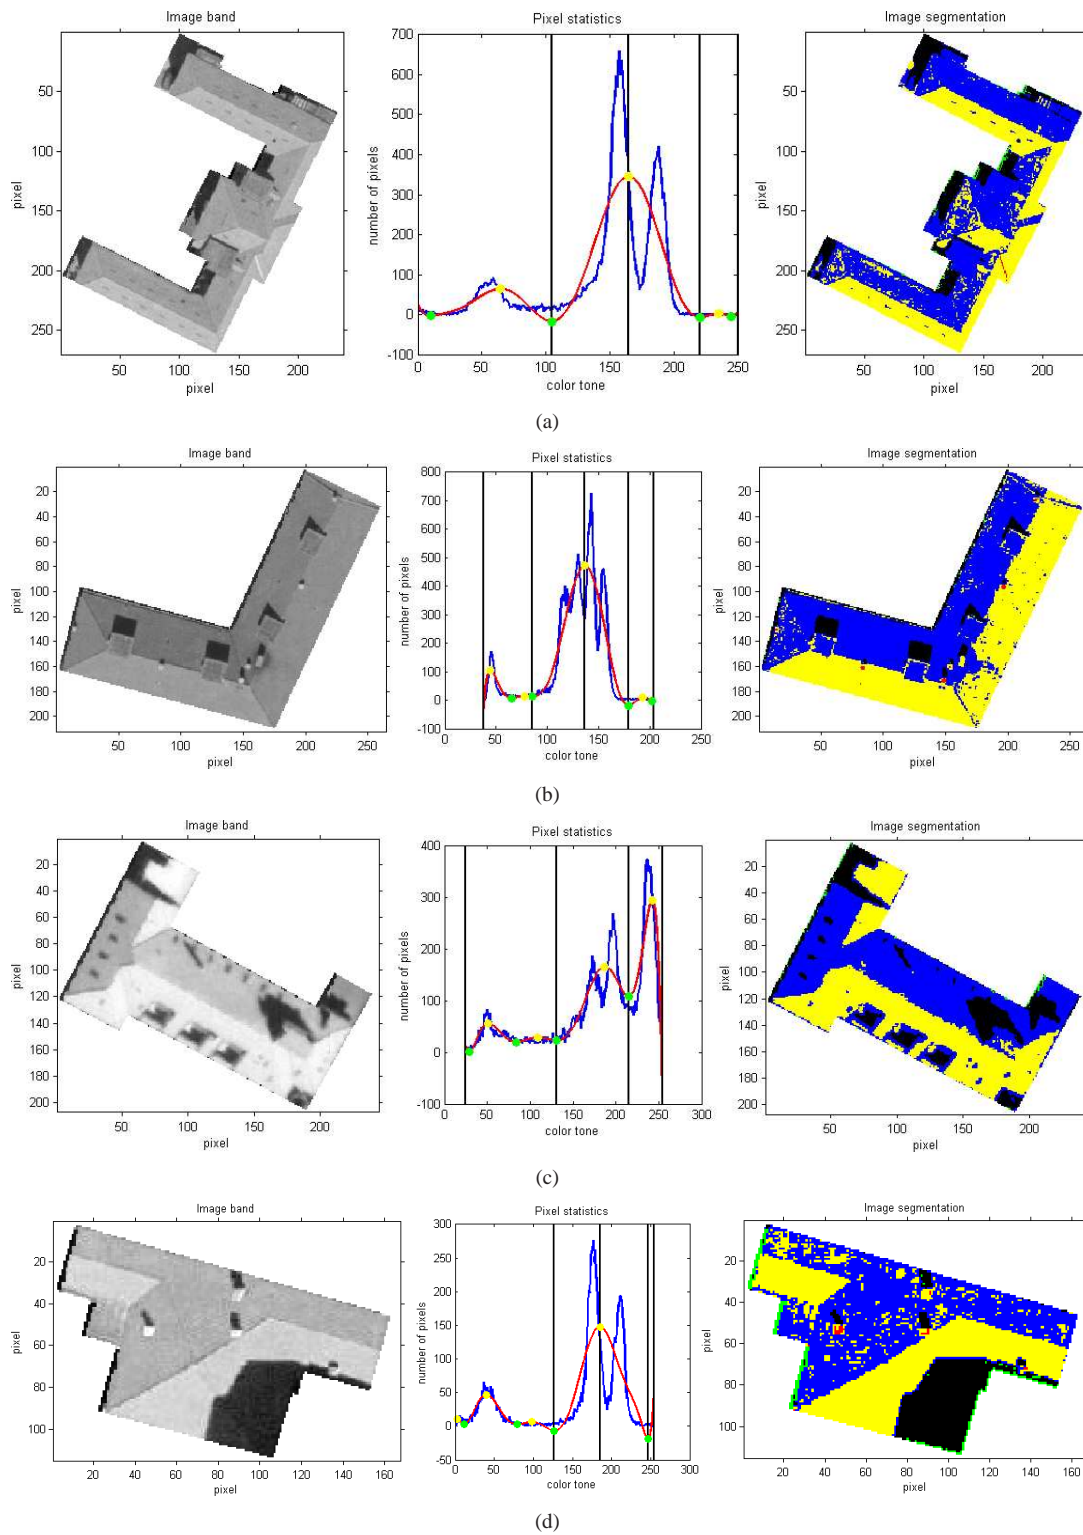 Image band
Pixel statistics
Image segmentation
pixel
50
100
150
200
250
50 100 150 200
pixel
number of pixels
700
600
500
400
300
200
100
0
-100
0 50 100 150 200 250
color tone
pixel
50
100
150
200
250
50 100 150 200
pixel
(a)
Image band
Pixel statistics
Image segmentation
pixel
20
40
60
80
100
120
140
160
180
200
50 100 150 200 250
pixel
number of pixels
800
700
600
500
400
300
200
100
0
-100
0 50 100 150 200 250
color tone
pixel
20
40
60
80
100
120
140
160
180
200
50 100 150 200 250
pixel
(b)
Image band
Pixel statistics
Image segmentation
pixel
20
40
60
80
100
120
140
160
180
200
50 100 150 200
pixel
number of pixels
400
300
200
100
0
-100
0 50 100 150 200 250 300
color tone
pixel
20
40
60
80
100
120
140
160
180
200
50 100 150 200
pixel
(c)
Image band
Pixel statistics
Image segmentation
pixel
20
40
60
80
100
20 40 60 80 100 120 140 160
pixel
number of pixels
300
250
200
150
100
50
0
-50
0 50 100 150 200 250 300
color tone
pixel
20
40
60
80
100
20 40 60 80 100 120 140 160
pixel
(d)